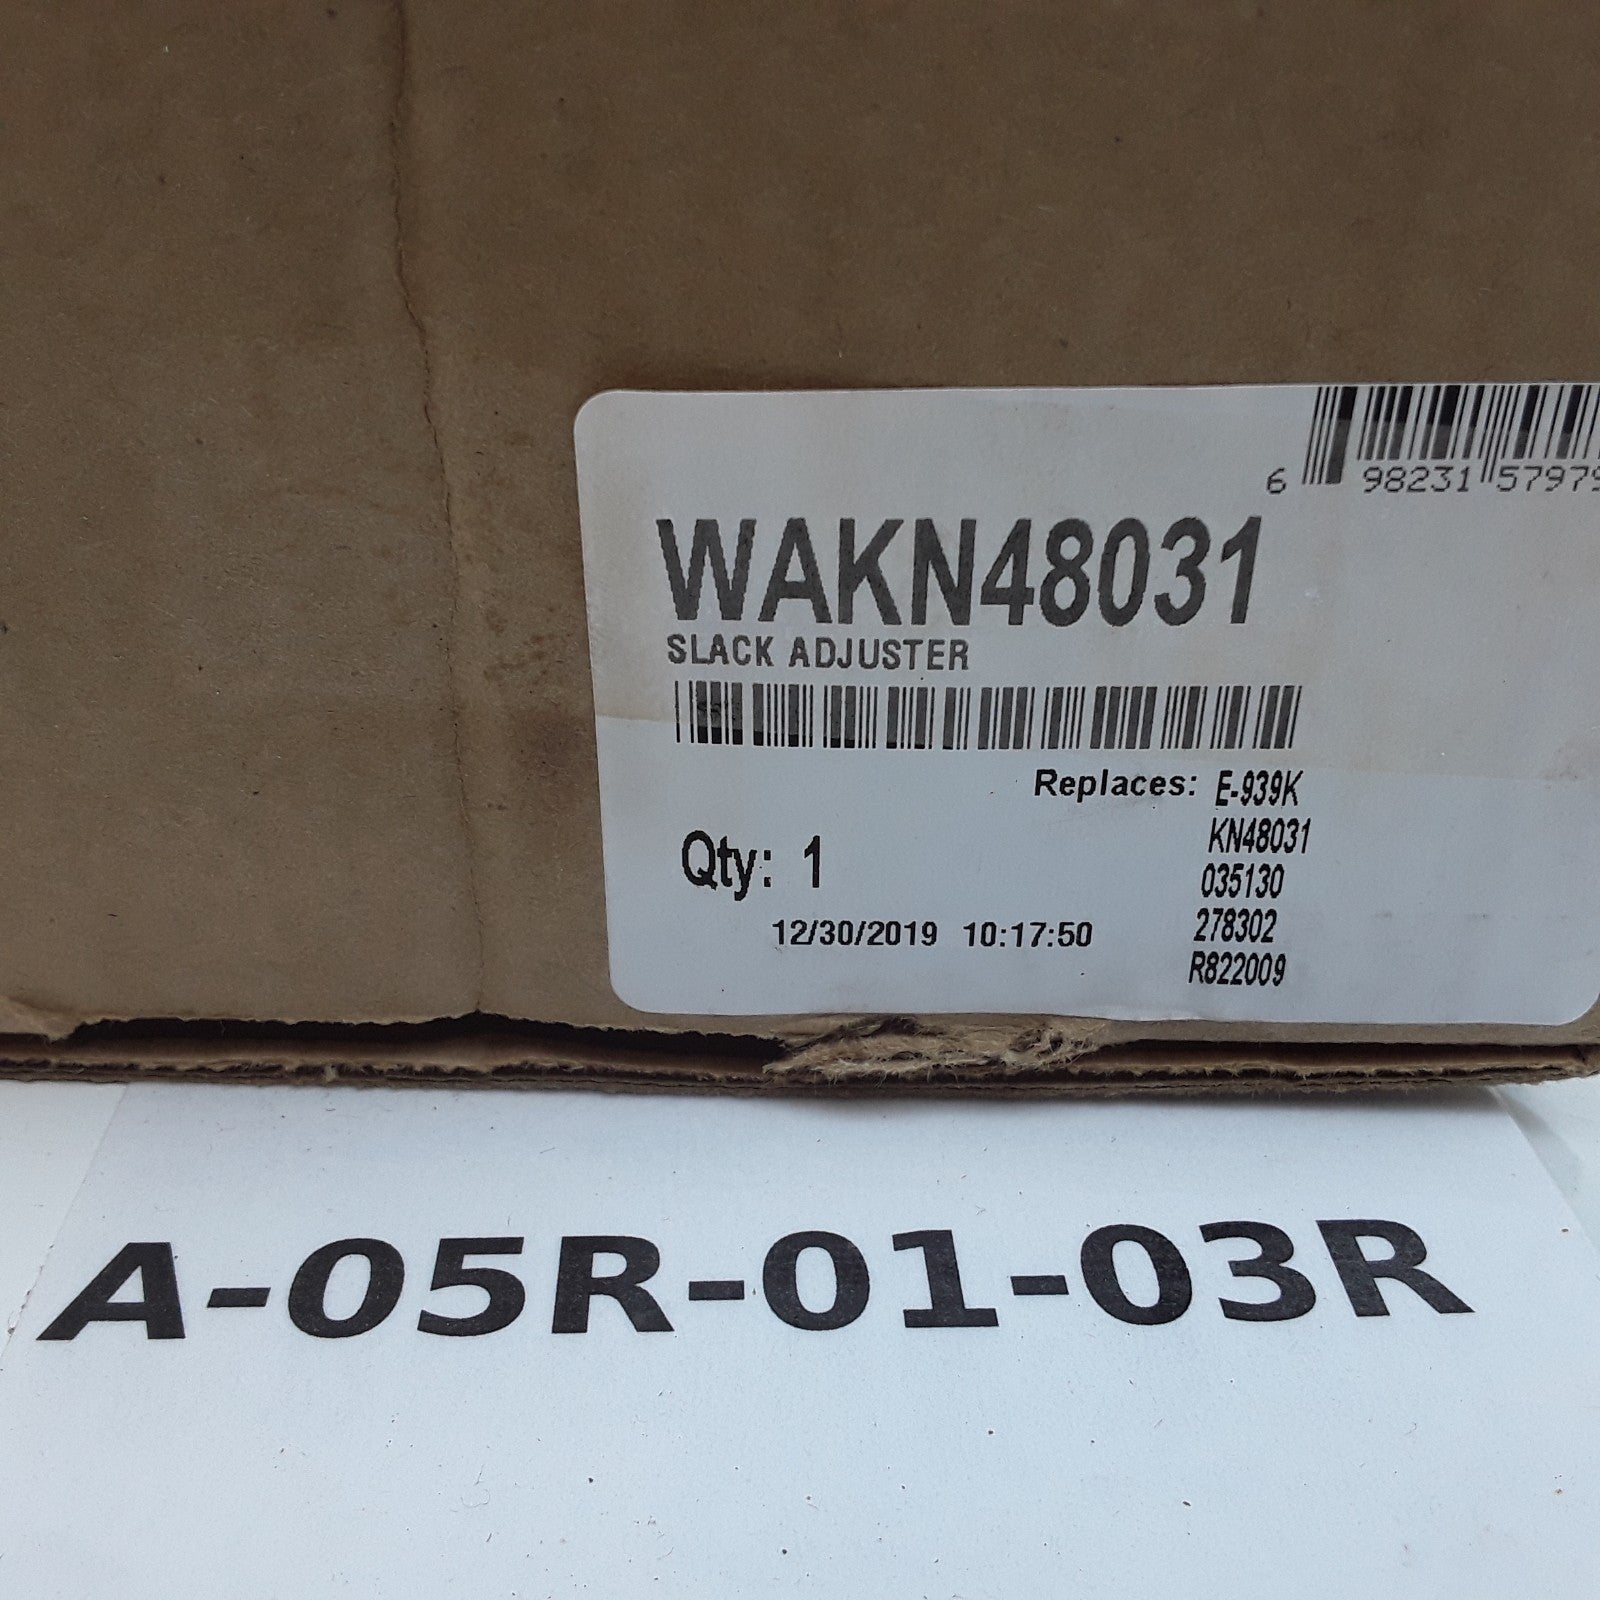 6 98231 57979
WAKN48031
SLACK ADJUSTER
Replaces: E-939K
KN48031
035130
278302
R822009
Qty: 1
12/30/2019 10:17:50
A-05R-01-03R